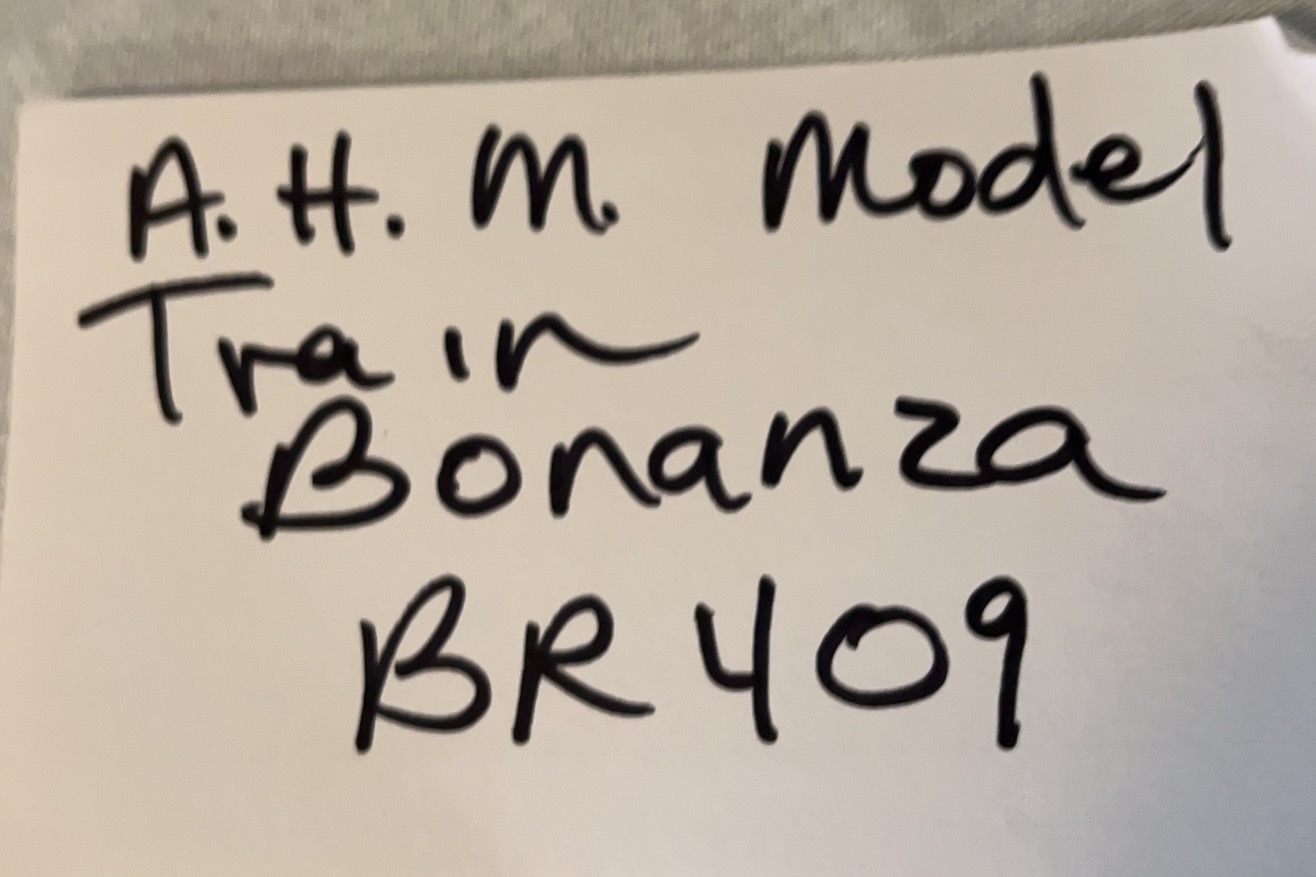 A.H.M. Model
Train
Bonanza
BR409